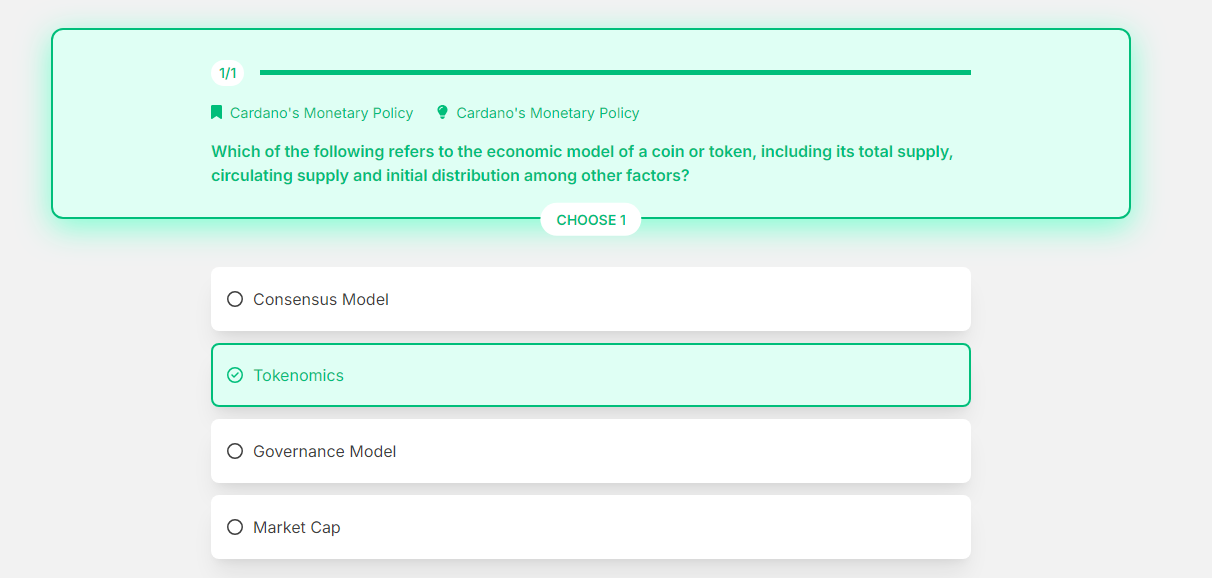 1/1
Cardano's Monetary Policy Cardano's Monetary Policy
Which of the following refers to the economic model of a coin or token, including its total supply,
circulating supply and initial distribution among other factors?
CHOOSE 1
Consensus Model
Tokenomics
Governance Model
Market Cap